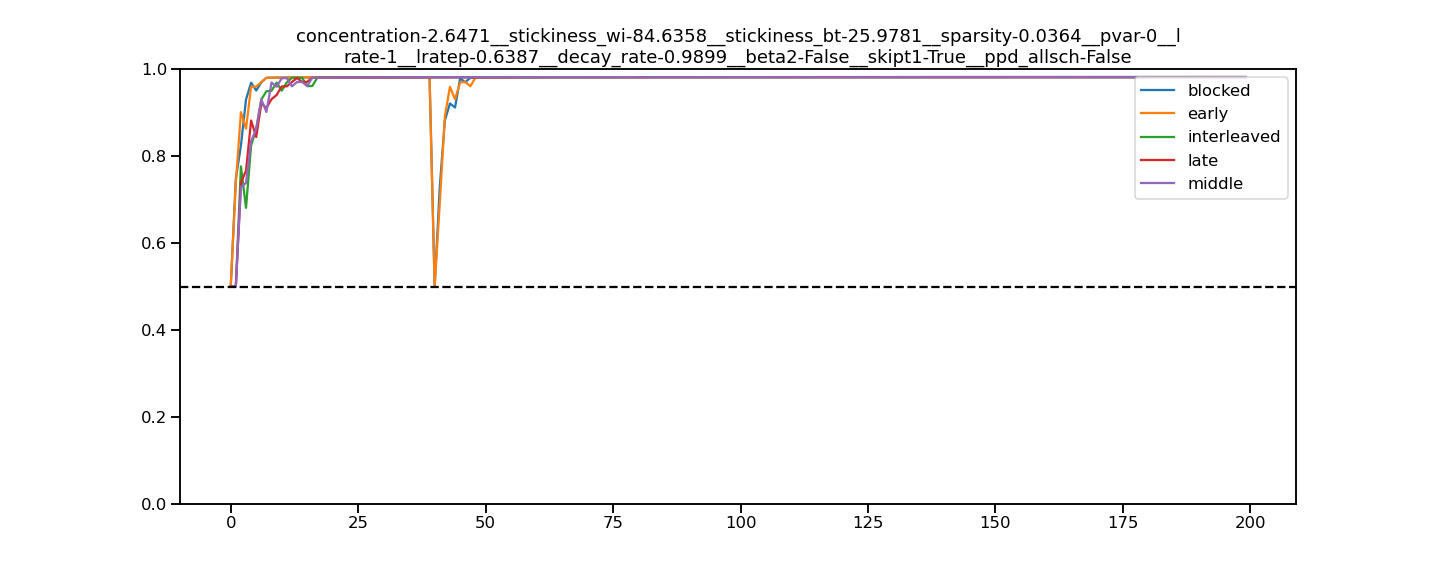 concentration-2.6471__stickiness_wi-84.6358__stickiness_bt-25.9781__sparsity-0.0364__pvar-0__l
rate-1__lratep-0.6387__decay_rate-0.9899__beta2-False__skipt1-True__ppd_allsch-False
1.0
0.8
0.6
0.4
0.2
0.0
blocked
early
interleaved
late
middle
0 25 50 75 100 125 150 175 200